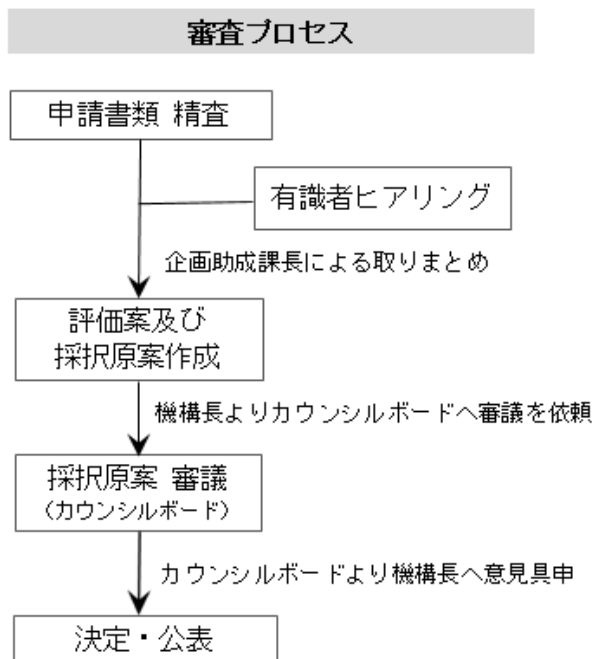 審査プロセス
申請書類 精査
有識者ヒアリング
企画助成課長による取りまとめ
評価案及び
採択原案作成
機構長よりカウンシルボードへ審議を依頼
採択原案 審議
（カウンシルボード）
カウンシルボードより機構長へ意見具申
決定・公表